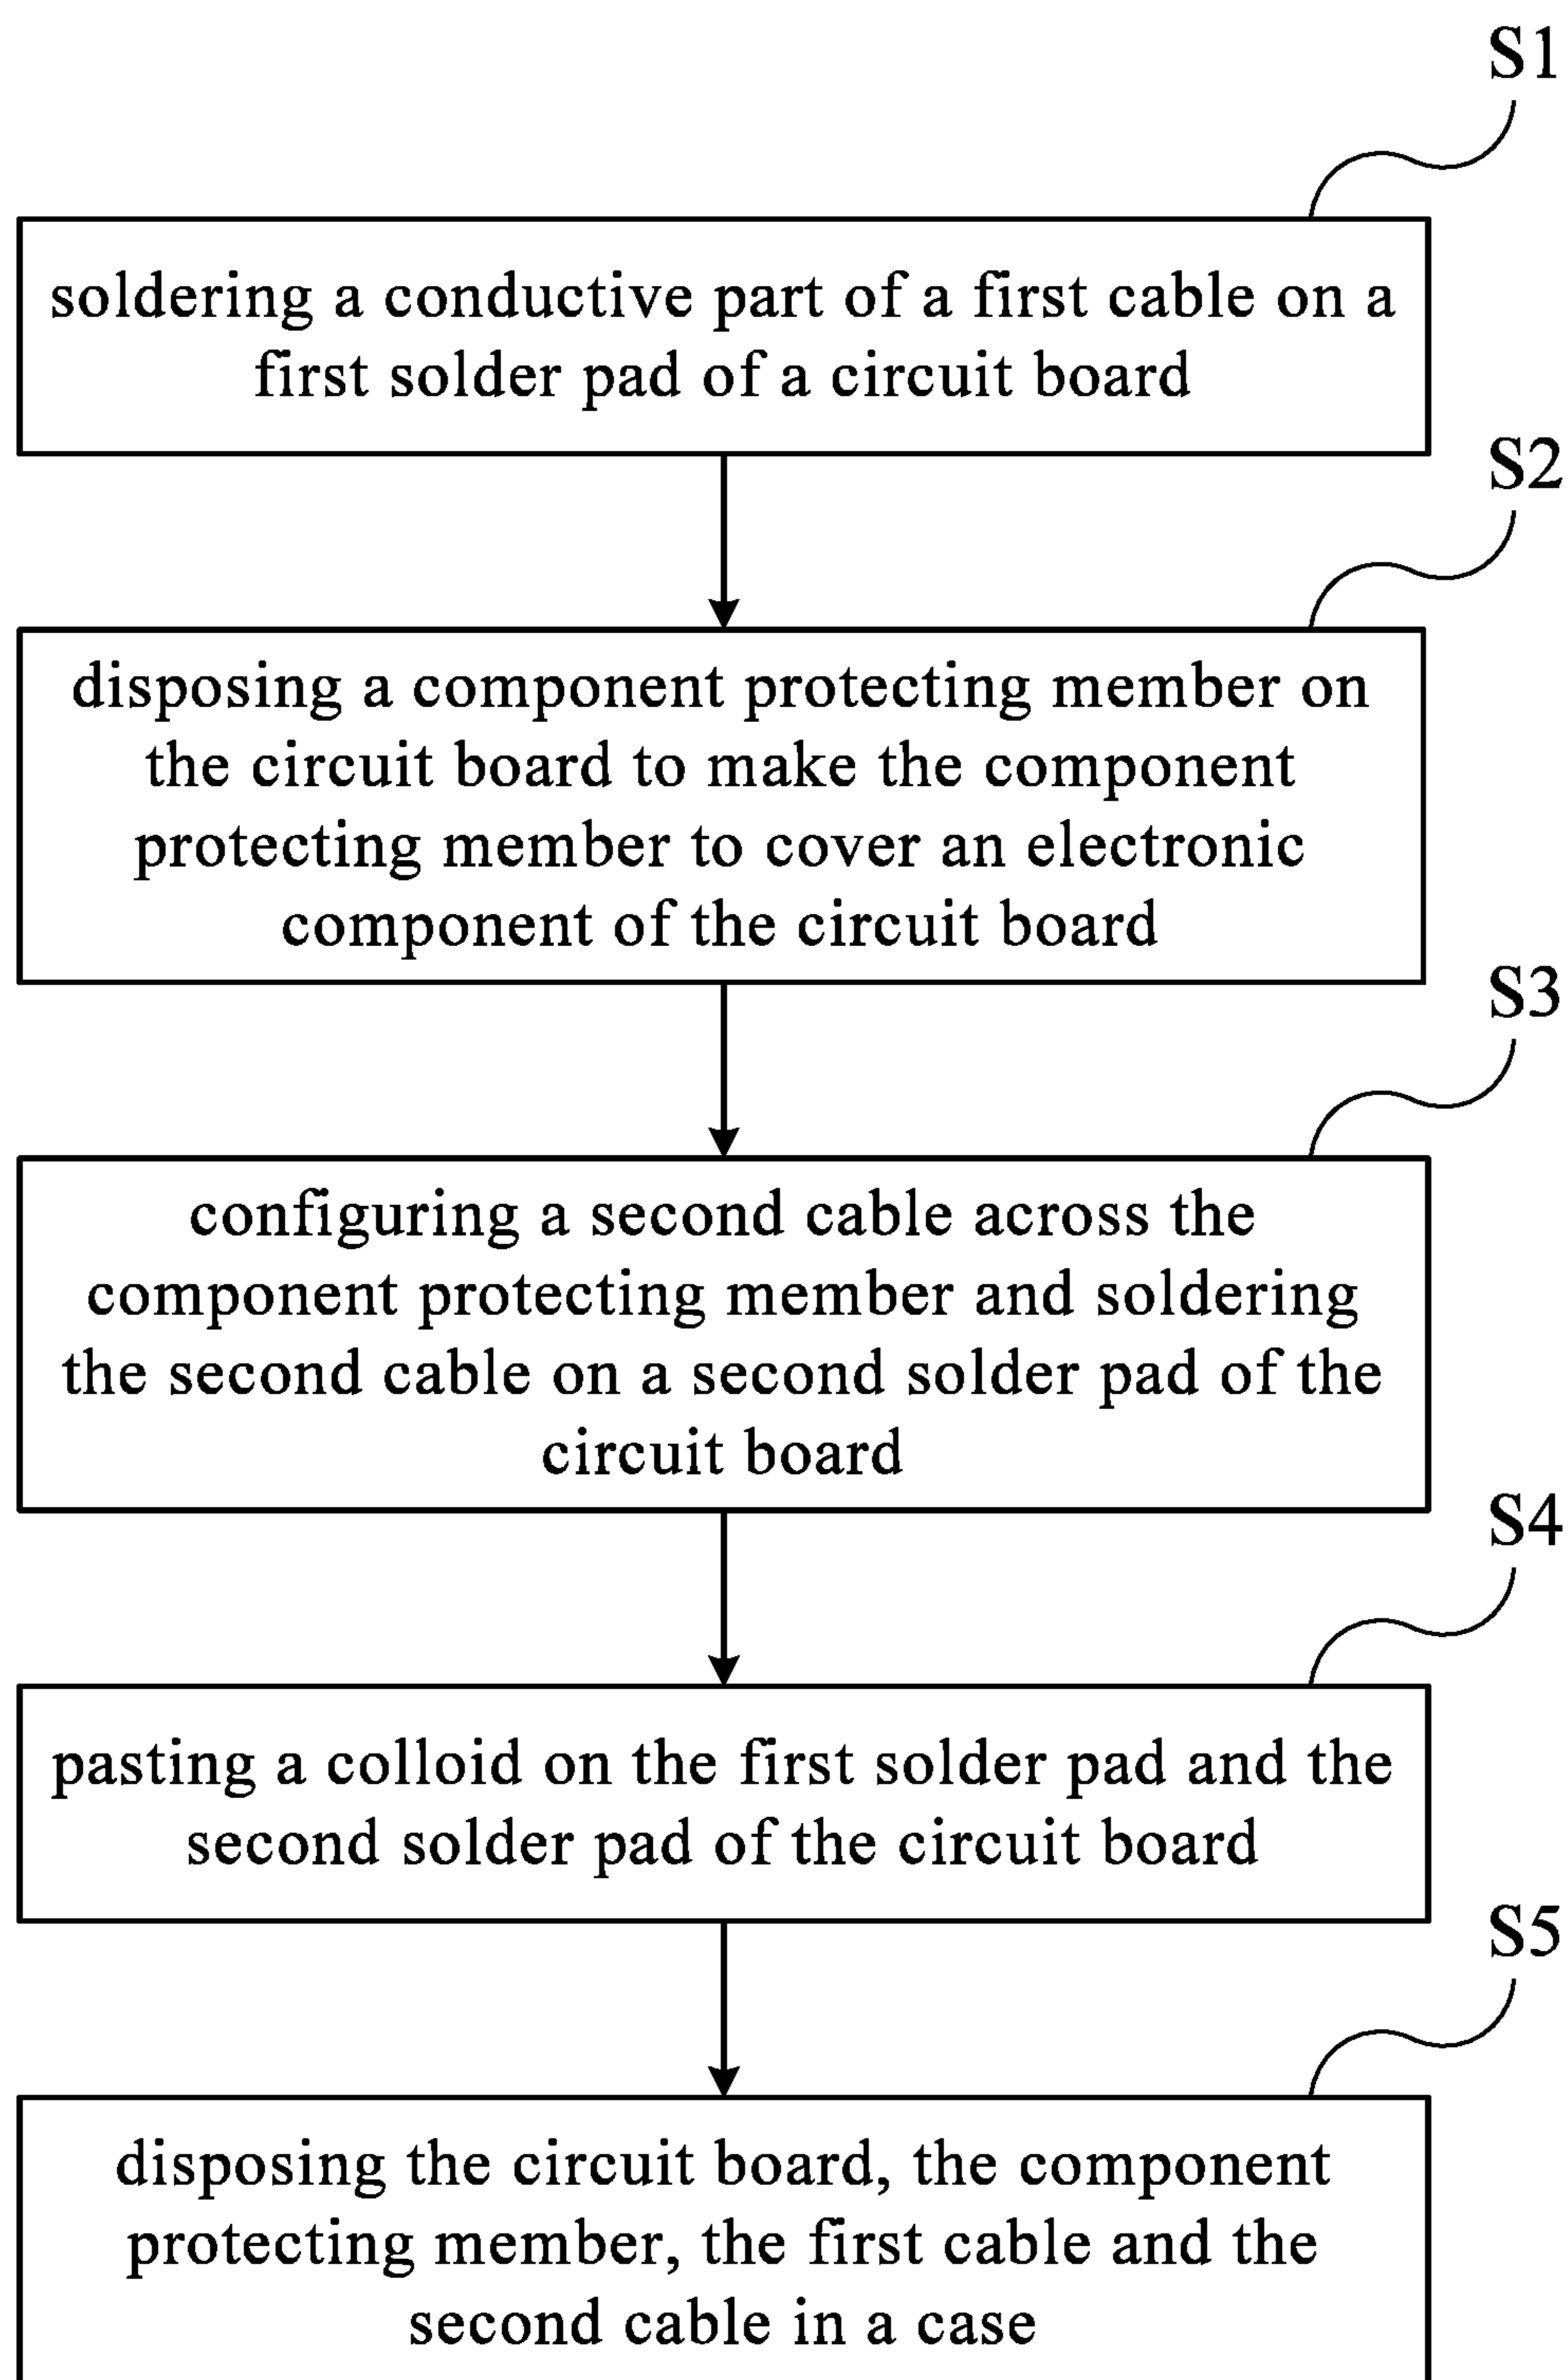 S1
soldering a conductive part of a first cable on a
first solder pad of a circuit board
S2
disposing a component protecting member on
the circuit board to make the component
protecting member to cover an electronic
component of the circuit board
S3
configuring a second cable across the
component protecting member and soldering
the second cable on a second solder pad of the
circuit board
S4
pasting a colloid on the first solder pad and the
second solder pad of the circuit board
S5
disposing the circuit board, the component
protecting member, the first cable and the
second cable in a case